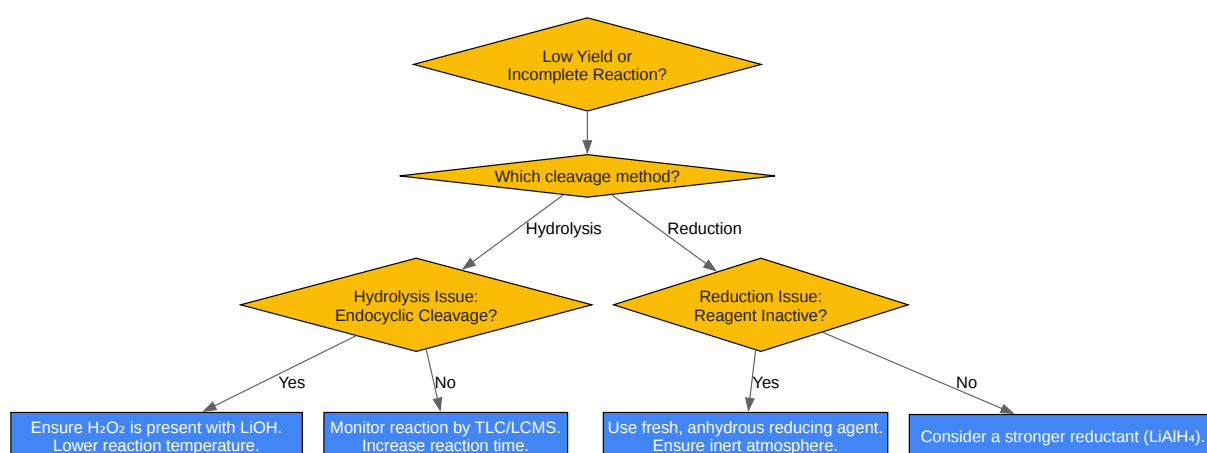 Low Yield or
Incomplete Reaction?
Which cleavage method?
Hydrolysis
Reduction
Hydrolysis Issue:
Endocyclic Cleavage?
Reduction Issue:
Reagent Inactive?
Yes
No
Yes
No
Ensure H₂O₂ is present with LiOH.
Lower reaction temperature.
Monitor reaction by TLC/LCMS.
Increase reaction time.
Use fresh, anhydrous reducing agent.
Ensure inert atmosphere.
Consider a stronger reductant (LiAlH₄).